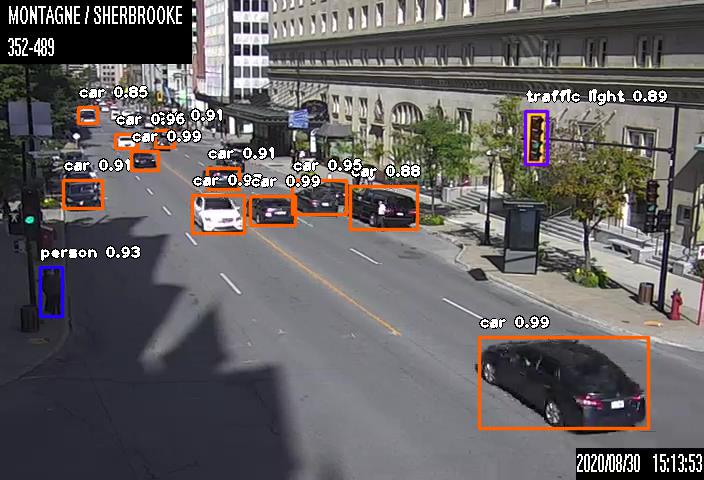 MONTAGNE / SHERBROOKE
352-489
car 0.85
car 0.96
0.91
car 0.99
car 0.91
car 0.91
car 0.95
car 0.99
car 0.88
traffic light 0.89
person 0.93
car 0.99
2020/08/30 15:13:53